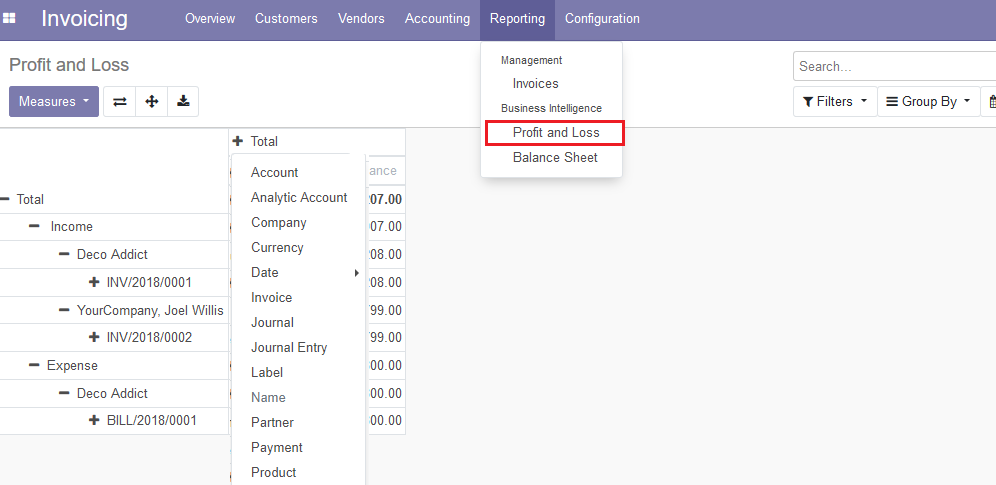 Invoicing
Overview Customers Vendors Accounting Reporting Configuration
Profit and Loss
Search...
Measures
Filters Group By
Management
Invoices
Business Intelligence
Profit and Loss
Balance Sheet
Total
Account
Analytic Account
Company
Currency
Date
Invoice
Journal
Journal Entry
Label
Name
Partner
Payment
Product
ance
Total 07.00
Income 07.00
Deco Addict 08.00
INV/2018/0001 08.00
YourCompany, Joel Willis 99.00
INV/2018/0002 99.00
Expense 00.00
Deco Addict 00.00
BILL/2018/0001 00.00